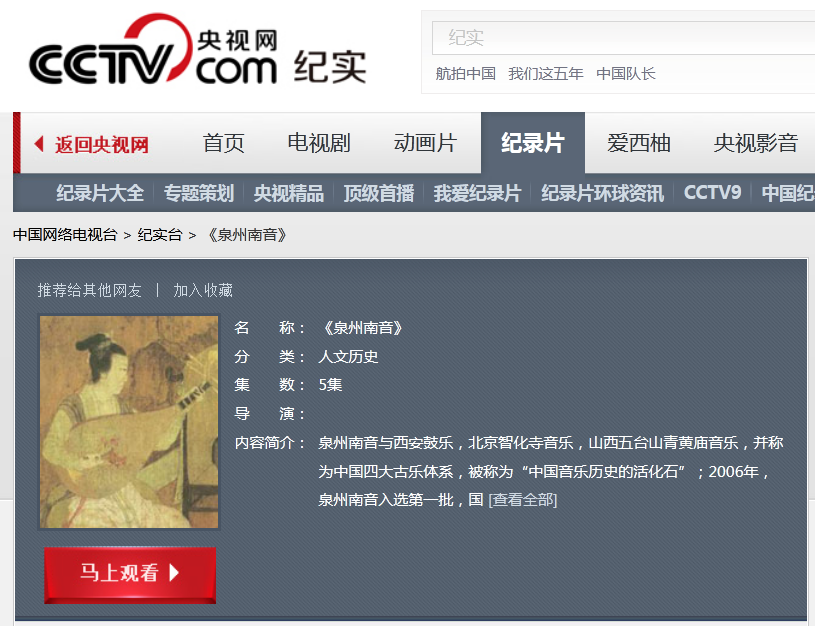 CCTV.com 央视网 纪实
纪实
航拍中国 我们这五年 中国队长
返回央视网 首页 电视剧 动画片 纪录片 爱西柚 央视影音
纪录片大全 专题策划 央视精品 顶级首播 我爱纪录片 纪录片环球资讯 CCTV9 中国纪
中国网络电视台 > 纪实台 > 《泉州南音》
推荐给其他网友 | 加入收藏
名 称： 《泉州南音》
分 类： 人文历史
集 数： 5集
导 演：
内容简介： 泉州南音与西安鼓乐，北京智化寺音乐，山西五台山青黄庙音乐，并称
为中国四大古乐体系，被称为“中国音乐历史的活化石”；2006年，
泉州南音入选第一批，国 [查看全部]
马上观看